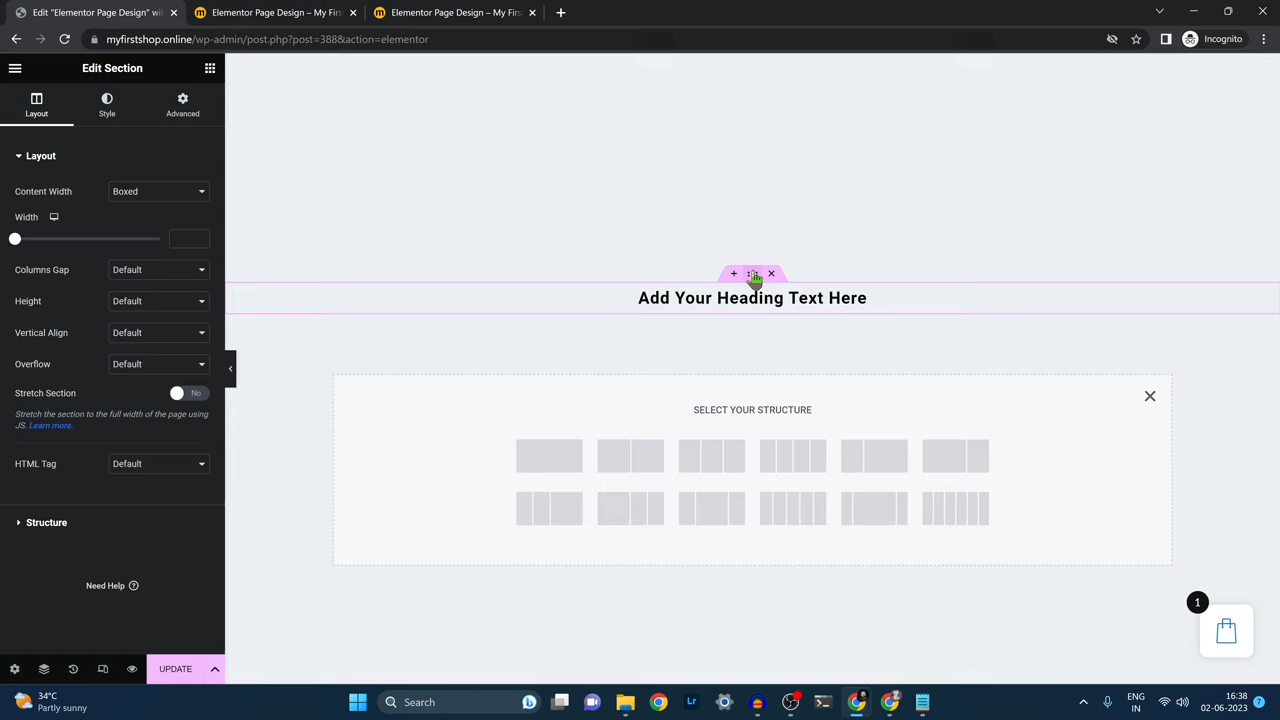 Edit "Elementor Page Design" wit
Elementor Page Design – My Firs
Elementor Page Design – My Firs
myfirstshop.online/wp-admin/post.php?post=388&action=elementor
Incognito
Edit Section
Layout
Style
Advanced
Layout
Content Width
Boxed
Width
Columns Gap
Default
Height
Default
Vertical Align
Default
Overflow
Default
Stretch Section
No
Stretch the section to the full width of the page using
JS. Learn more.
HTML Tag
Default
Structure
Need Help
UPDATE
Add Your Heading Text Here
SELECT YOUR STRUCTURE
1
34°C
Partly sunny
Search
Lr
ENG
IN
16:38
02-06-2023